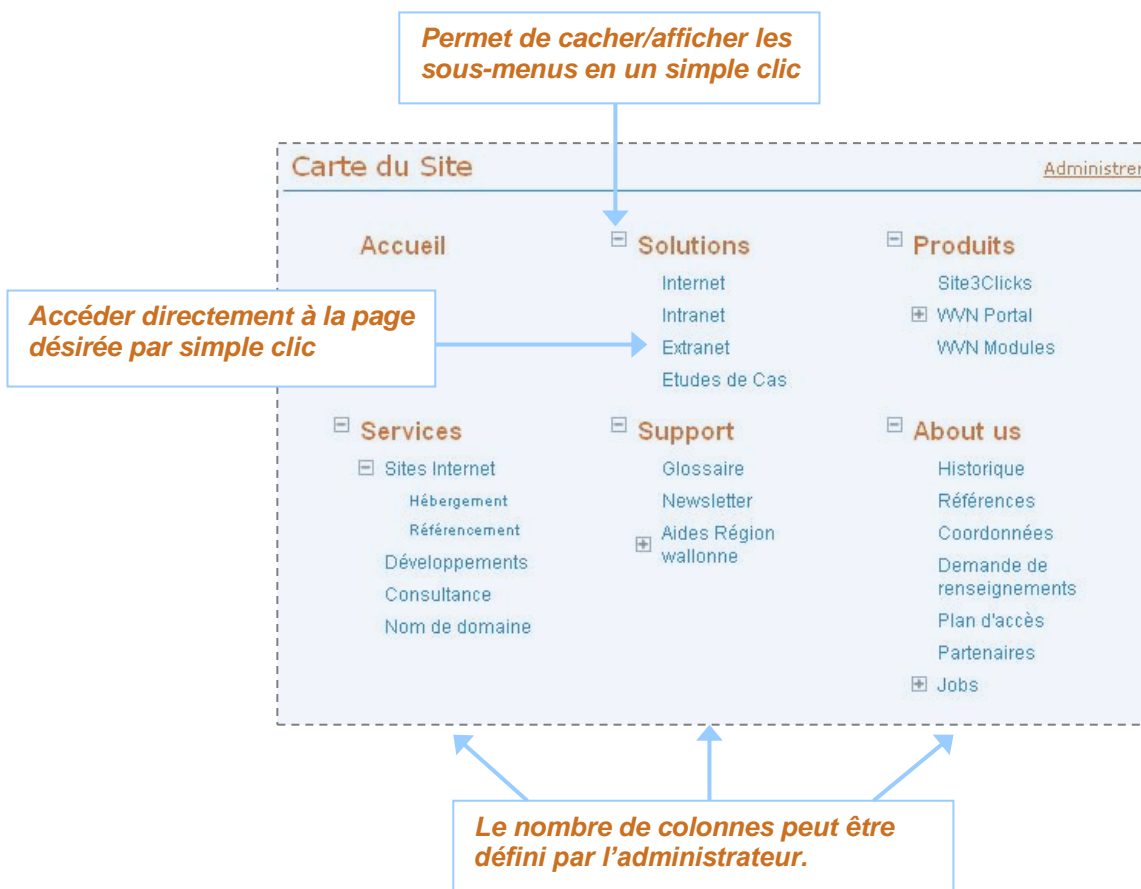 Permet de cacher/afficher les
sous-menus en un simple clic
Carte du Site
Administrer
Accueil
Solutions
Internet
Intranet
Extranet
Etudes de Cas
Produits
Site3Clicks
WVN Portal
WVN Modules
Accéder directement à la page
désirée par simple clic
Services
Sites Internet
Hébergement
Référencement
Développements
Consultance
Nom de domaine
Support
Glossaire
Newsletter
Aides Région
wallonne
About us
Historique
Références
Coordonnées
Demande de
renseignements
Plan d'accès
Partenaires
Jobs
Le nombre de colonnes peut être
défini par l’administrateur.